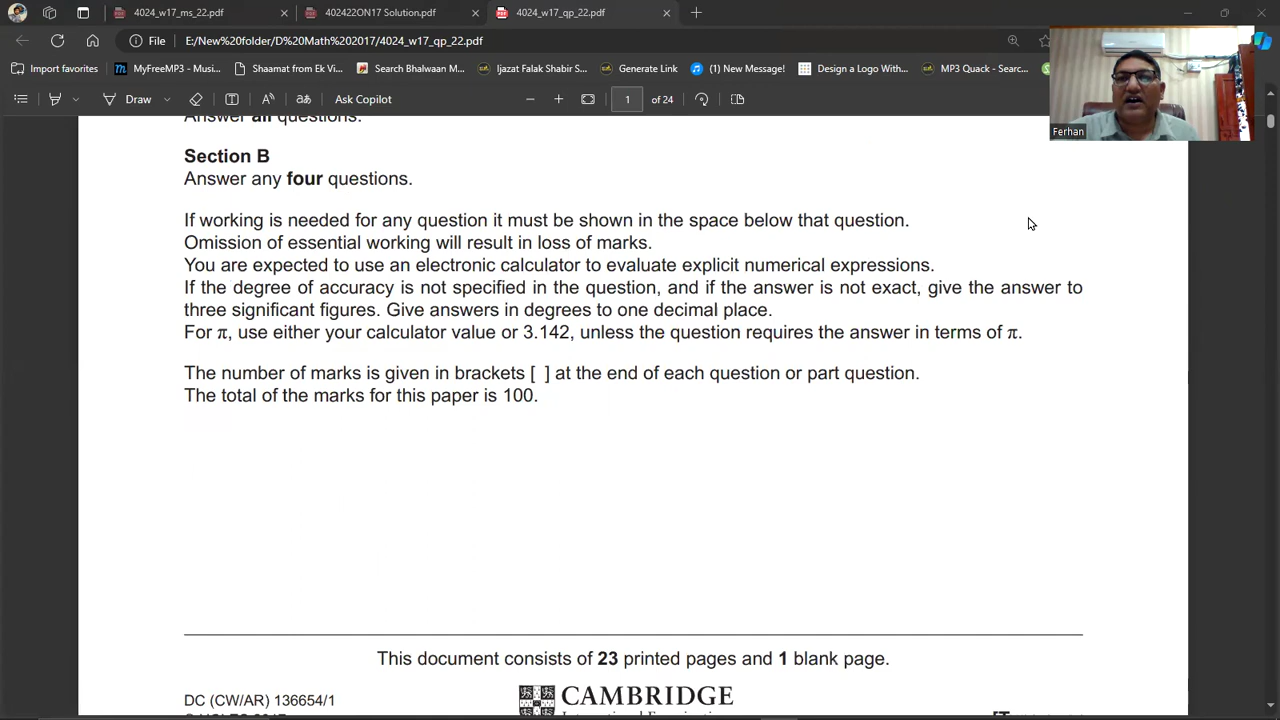 4024_w17_ms_22.pdf
402422ON17 Solution.pdf
4024_w17_qp_22.pdf
File
E:/New%20folder/D%20Math%202017/4024_w17_qp_22.pdf
Import favorites
MyFreeMP3 - Musi...
Shaamat from Ek Vi...
Search Bhalwaan M...
Ijazat Falak Shabir S...
Generate Link
(1) New Message!
Design a Logo With...
MP3 Quack - Searc...
Draw
Ask Copilot
1 of 24
Ferhan
Answer all questions.
Section B
Answer any four questions.
If working is needed for any question it must be shown in the space below that question.
Omission of essential working will result in loss of marks.
You are expected to use an electronic calculator to evaluate explicit numerical expressions.
If the degree of accuracy is not specified in the question, and if the answer is not exact, give the answer to
three significant figures. Give answers in degrees to one decimal place.
For π, use either your calculator value or 3.142, unless the question requires the answer in terms of π.
The number of marks is given in brackets [ ] at the end of each question or part question.
The total of the marks for this paper is 100.
This document consists of 23 printed pages and 1 blank page.
DC (CW/AR) 136654/1
CAMBRIDGE